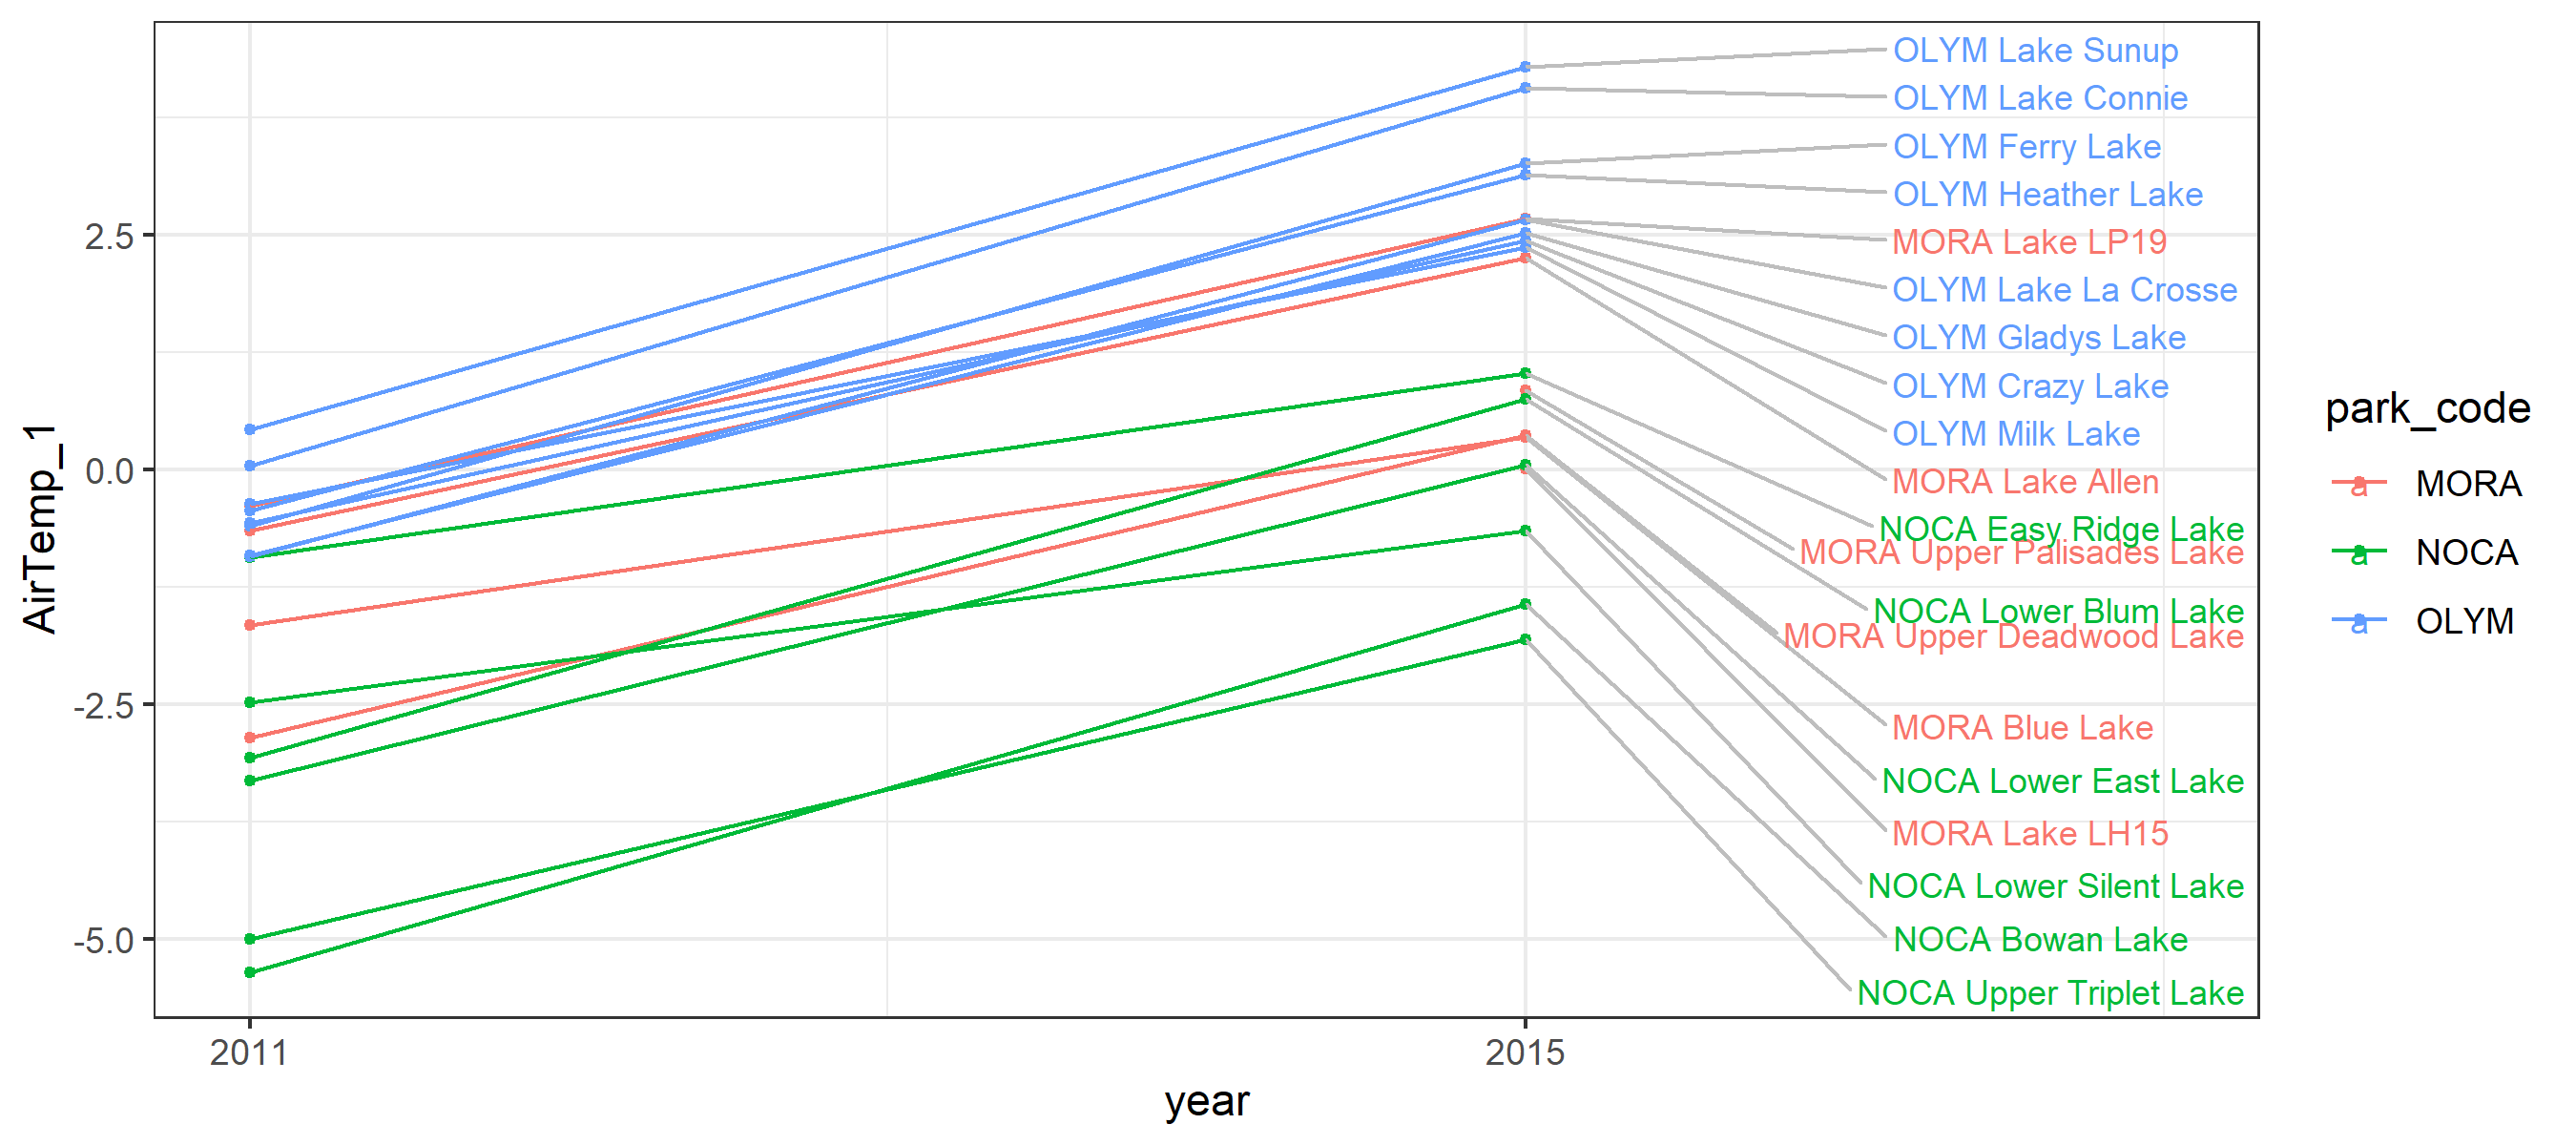 OLYM Lake Sunup
OLYM Lake Connie
OLYM Ferry Lake
OLYM Heather Lake
2.5
MORA Lake LP19
OLYM Lake La Crosse
OLYM Gladys Lake
OLYM Crazy Lake
OLYM Milk Lake
0.0
MORA Lake Allen
NOCA Easy Ridge Lake
MORA Upper Palisades Lake
NOCA Lower Blum Lake
MORA Upper Deadwood Lake
-2.5
MORA Blue Lake
NOCA Lower East Lake
MORA Lake LH15
NOCA Lower Silent Lake
-5.0
NOCA Bowan Lake
NOCA Upper Triplet Lake
AirTemp_1
2011
2015
year
park_code
a MORA
a NOCA
a OLYM